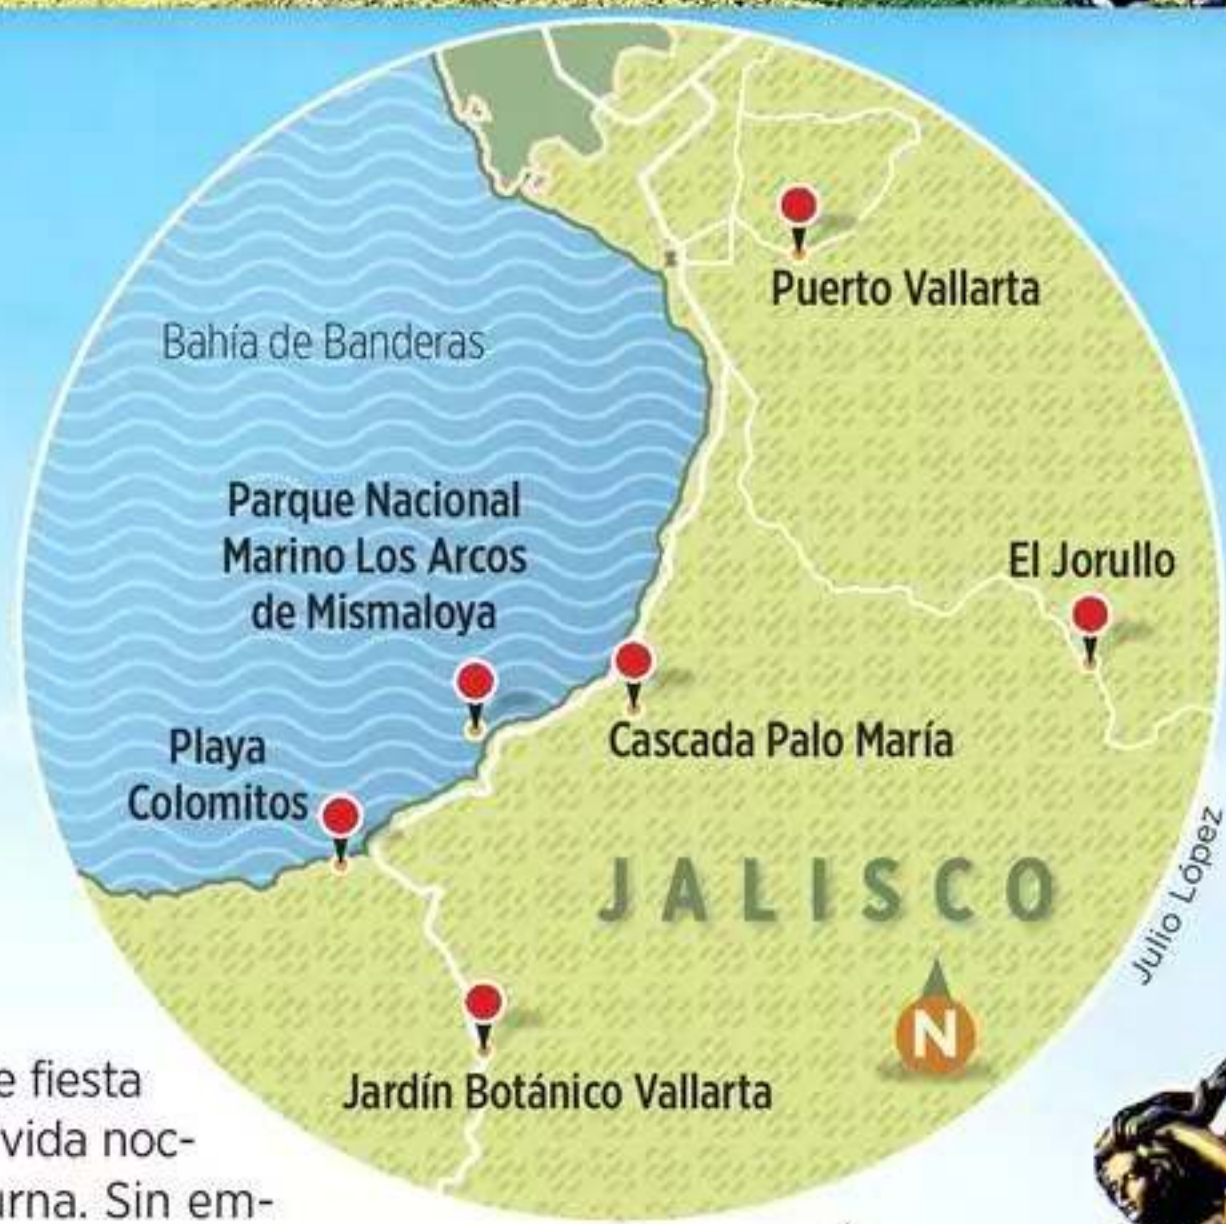 Puerto Vallarta
Bahía de Banderas
Parque Nacional
Marino Los Arcos
de Mismaloya
El Jorullo
Cascada Palo María
Playa
Colomitos
JALISCO
Julio López
N
Jardín Botánico Vallarta
e fiesta
vida noc-
urna. Sin em-